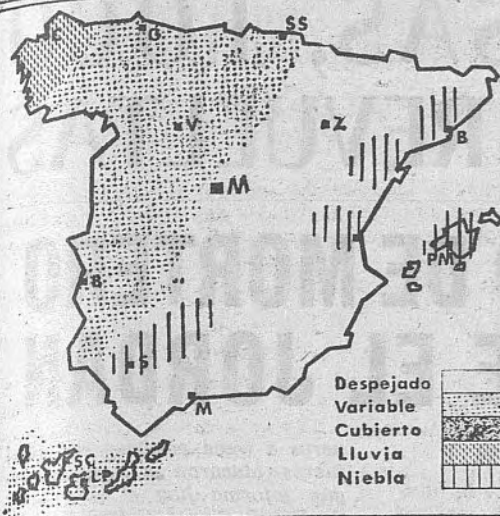 C
G
SS
V
Z
B
M
PM
B
S
M
SC
LP
Despejado
Variable
Cubierto
Lluvia
Niebla